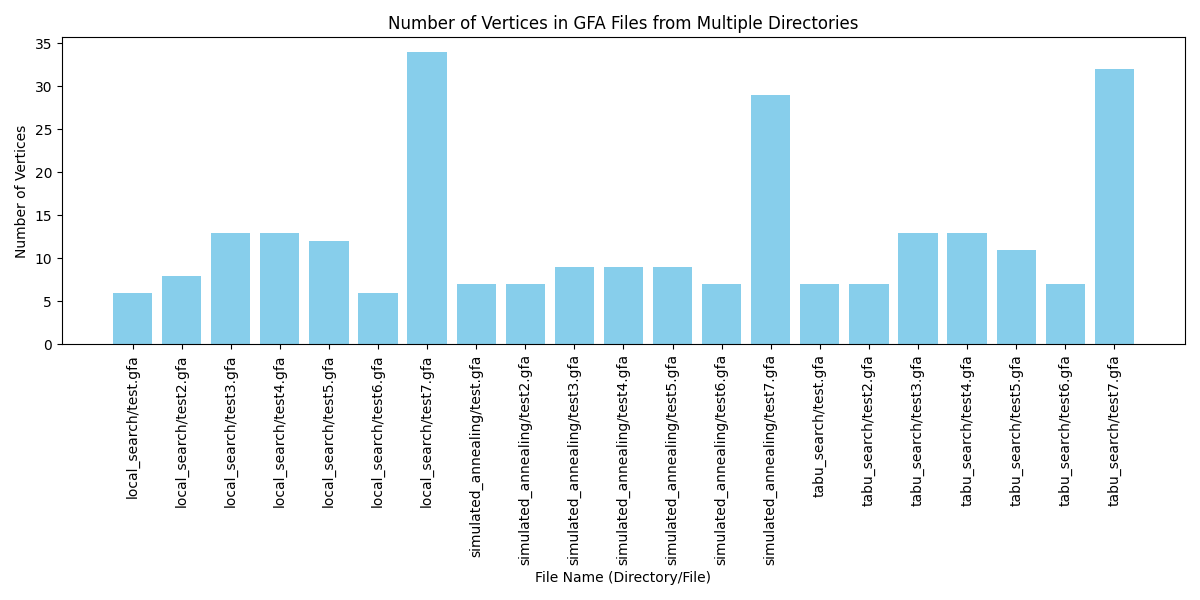 Number of Vertices in GFA Files from Multiple Directories
Number of Vertices
35
30
25
20
15
10
5
0
local_search/test.gfa
local_search/test2.gfa
local_search/test3.gfa
local_search/test4.gfa
local_search/test5.gfa
local_search/test6.gfa
local_search/test7.gfa
simulated_annealing/test.gfa
simulated_annealing/test2.gfa
simulated_annealing/test3.gfa
simulated_annealing/test4.gfa
simulated_annealing/test5.gfa
simulated_annealing/test6.gfa
simulated_annealing/test7.gfa
tabu_search/test.gfa
tabu_search/test2.gfa
tabu_search/test3.gfa
tabu_search/test4.gfa
tabu_search/test5.gfa
tabu_search/test6.gfa
tabu_search/test7.gfa
File Name (Directory/File)